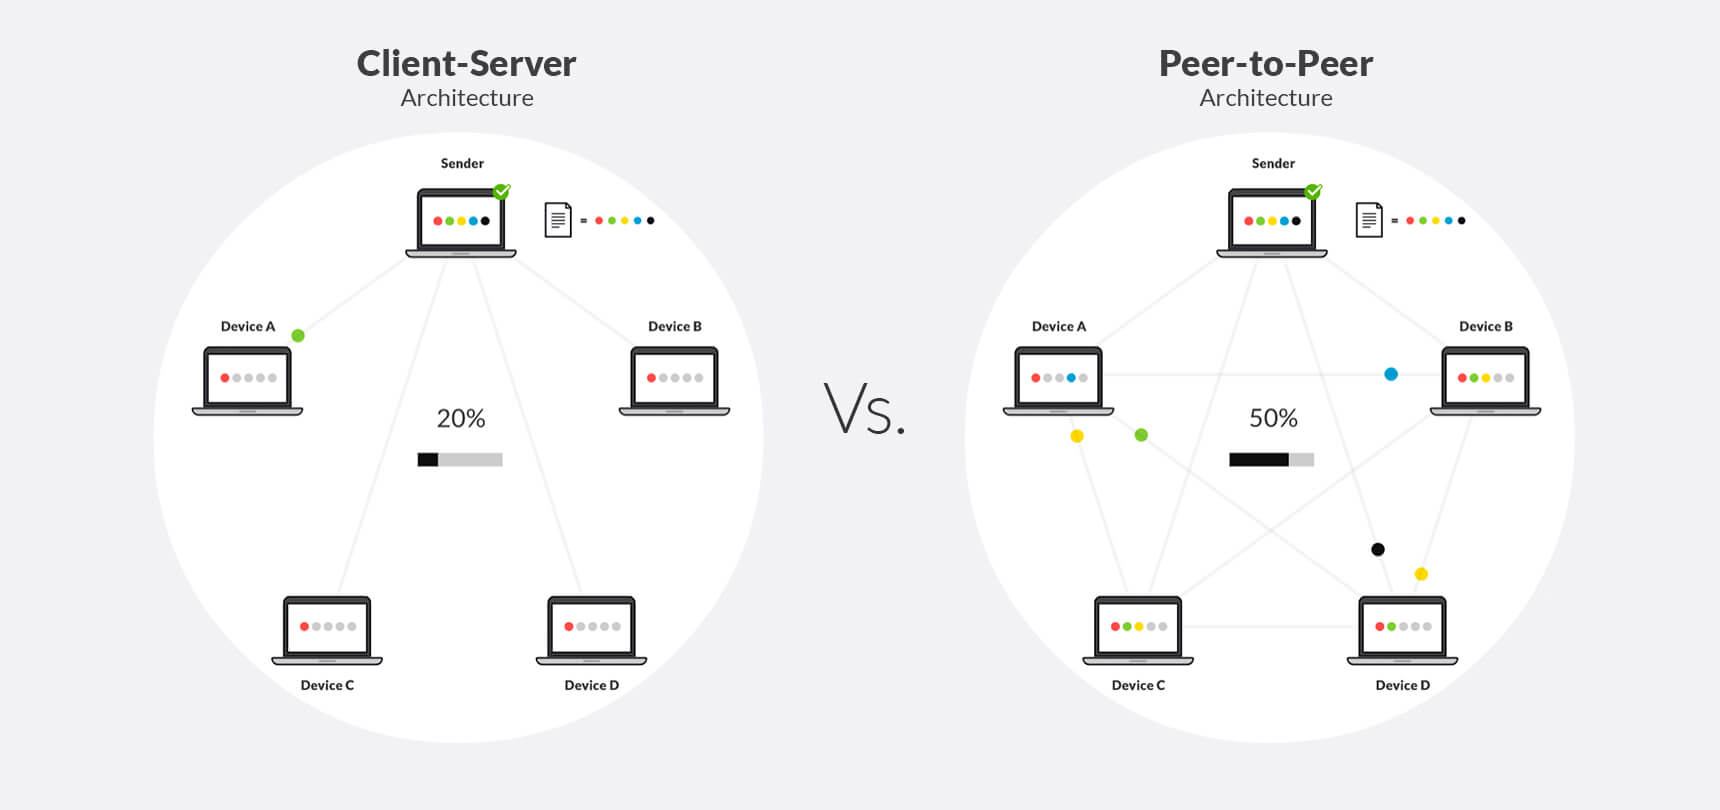 Client-Server
Architecture
Sender
=
Device A
Device B
20%
Device C
Device D
Vs.
Peer-to-Peer
Architecture
Sender
=
Device A
Device B
50%
Device C
Device D